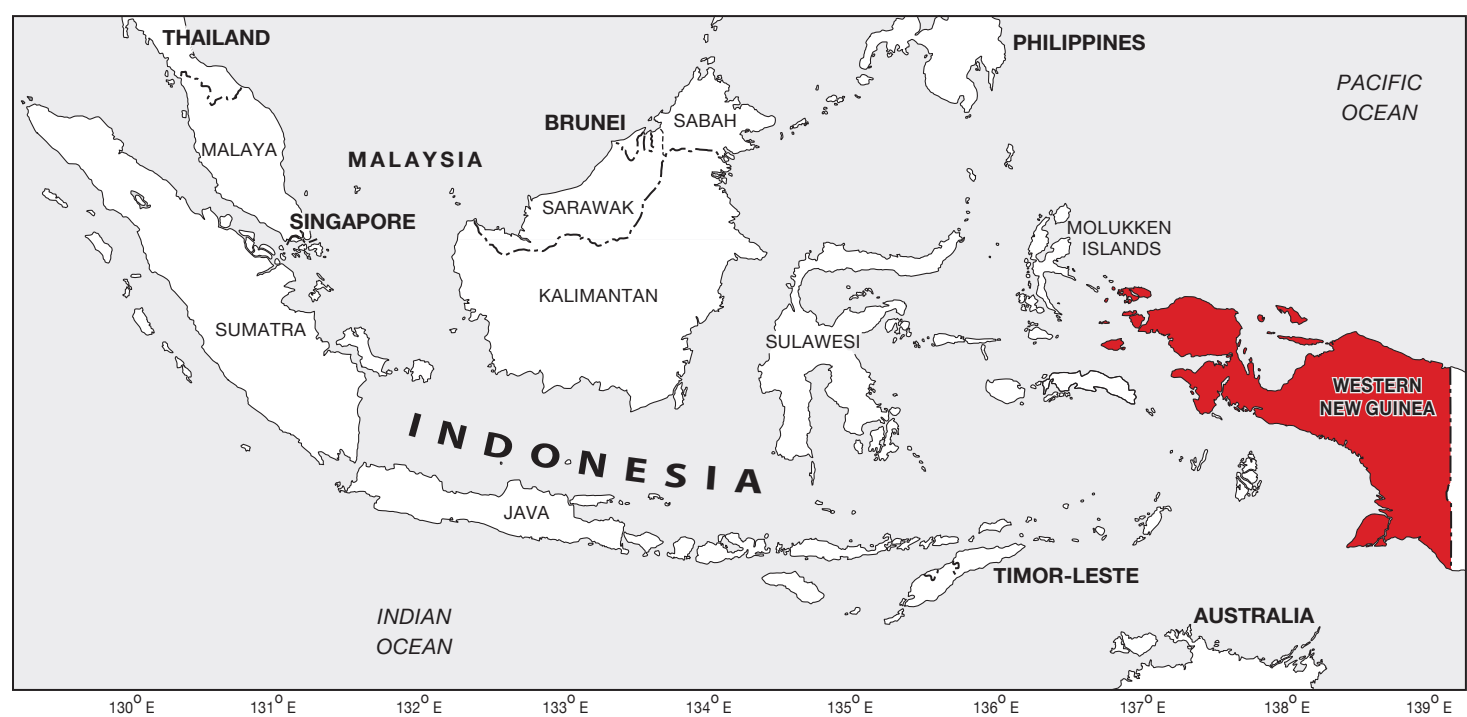 THAILAND
PHILIPPINES
PACIFIC
OCEAN
BRUNEI
SABAH
MALAYA
MALAYSIA
SARAWAK
SINGAPORE
MOLUKKEN
ISLANDS
KALIMANTAN
SUMATRA
SULAWESI
WESTERN
NEW GUINEA
INDONESIA
JAVA
TIMOR-LESTE
INDIAN
OCEAN
AUSTRALIA
130° E 131° E 132° E 133° E 134° E 135° E 136° E 137° E 138° E 139° E